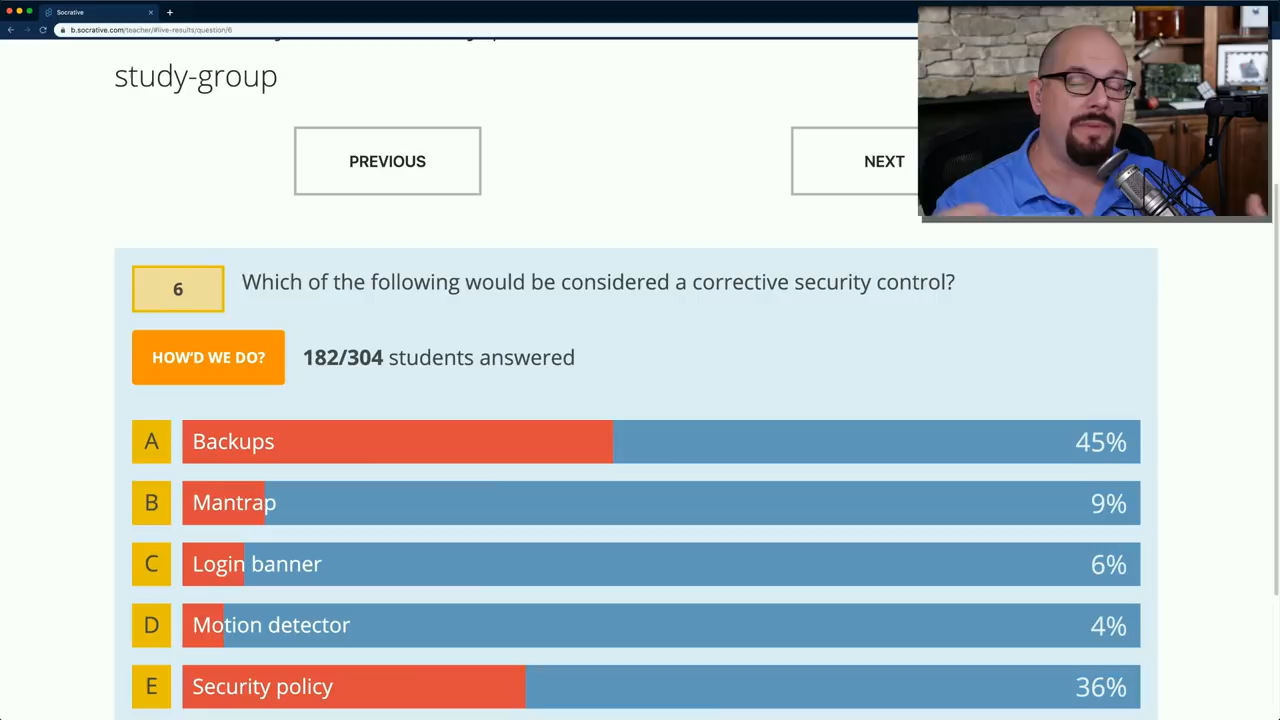 Socrative
b.socrative.com/teacher/#live-results/question/6
study-group
PREVIOUS
NEXT
6
Which of the following would be considered a corrective security control?
HOW'D WE DO?
182/304 students answered
A Backups 45%
B Mantrap 9%
C Login banner 6%
D Motion detector 4%
E Security policy 36%